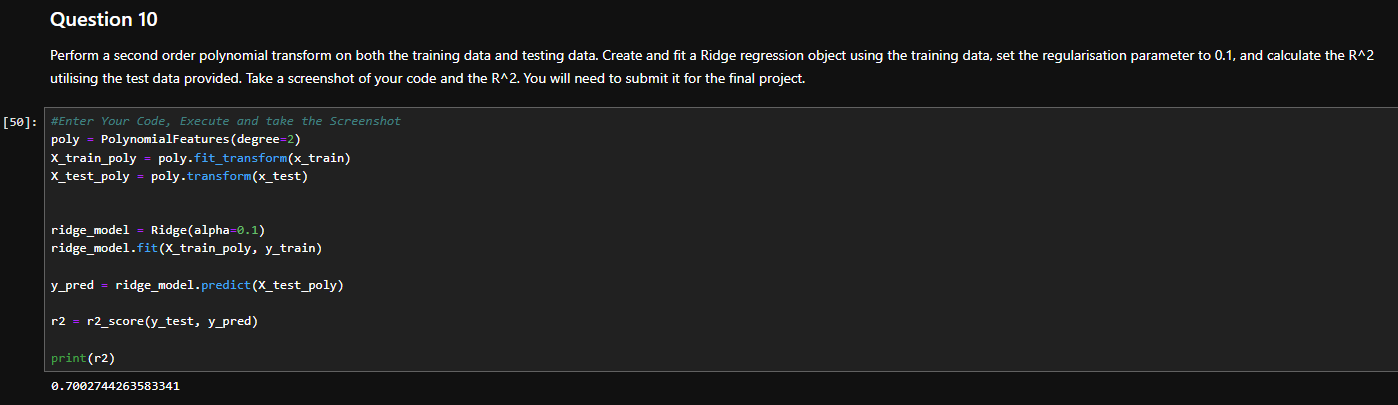 Question 10
Perform a second order polynomial transform on both the training data and testing data. Create and fit a Ridge regression object using the training data, set the regularisation parameter to 0.1, and calculate the R^2
utilising the test data provided. Take a screenshot of your code and the R^2. You will need to submit it for the final project.
[50]: #Enter Your Code, Execute and take the Screenshot
poly = PolynomialFeatures(degree=2)
X_train_poly = poly.fit_transform(x_train)
X_test_poly = poly.transform(x_test)
ridge_model = Ridge(alpha=0.1)
ridge_model.fit(X_train_poly, y_train)
y_pred = ridge_model.predict(X_test_poly)
r2 = r2_score(y_test, y_pred)
print(r2)
0.7002744263583341